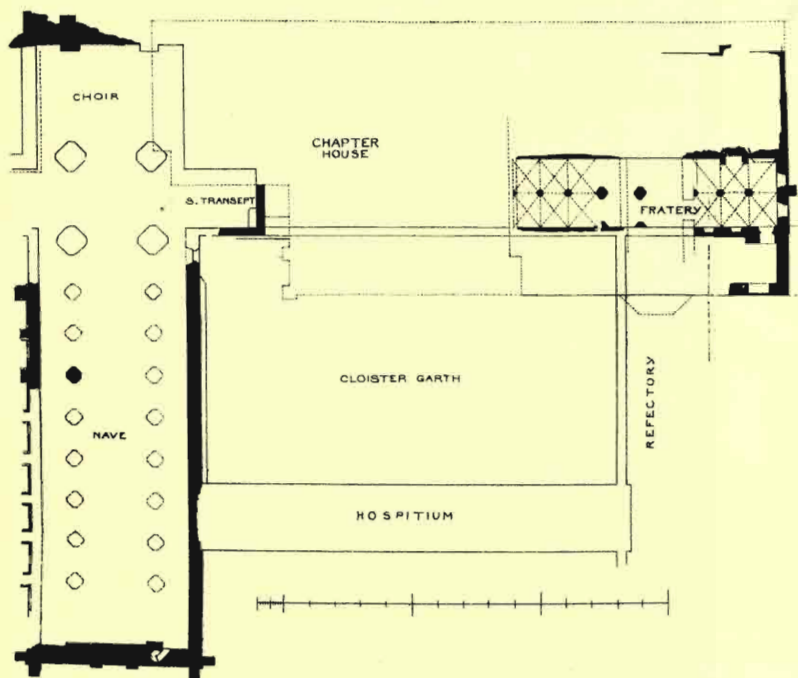 CHOIR
CHAPTER
HOUSE
S. TRANSEPT
FRATERY
CLOISTER GARTH
REFECTORY
NAVE
HOSPITIUM